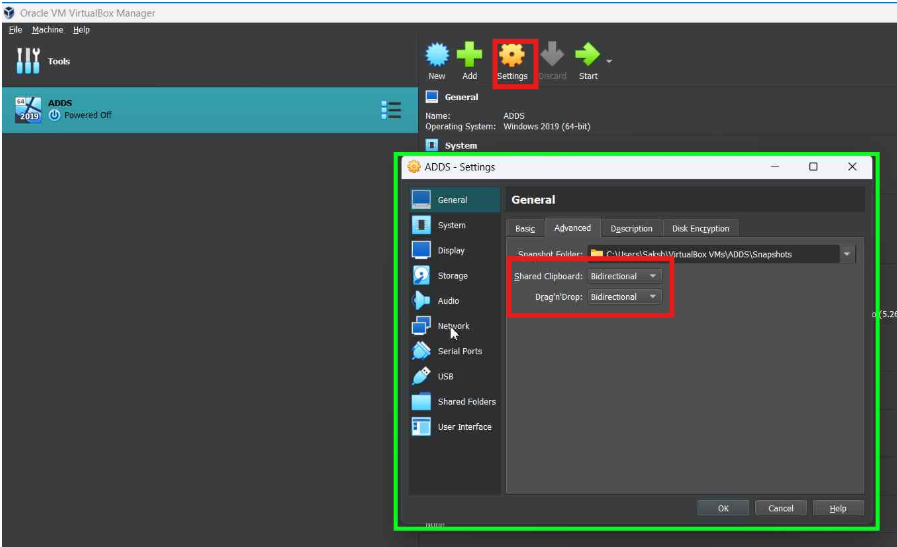 Oracle VM VirtualBox Manager
File Machine Help
Tools
New Add Settings Discard Start
64
2019
ADDS
Powered Off
General
Name: ADDS
Operating System: Windows 2019 (64-bit)
System
ADDS - Settings
General
System
Display
Storage
Audio
Network
Serial Ports
USB
Shared Folders
User Interface
General
Basic Advanced Description Disk Encryption
Snapshot Folder: C:\Users\Saksh\VirtualBox VMs\ADDS\Snapshots
Shared Clipboard: Bidirectional
Drag'n'Drop: Bidirectional
OK Cancel Help
(5.26
None